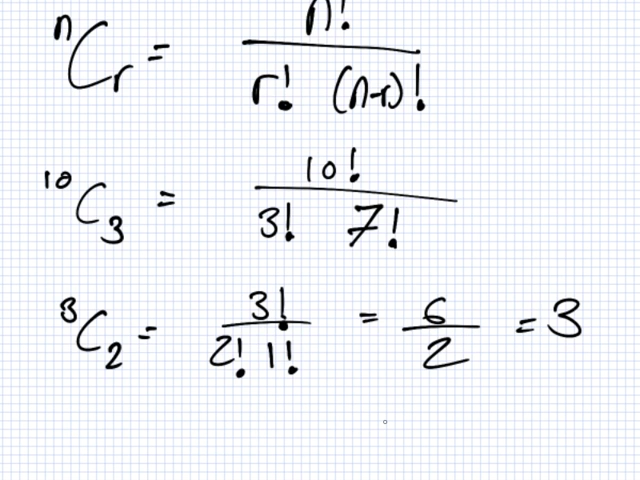 ⁿCᵣ = n! / r! (n-r)!
¹⁰C₃ = 10! / 3! 7!
³C₂ = 3! / 2! 1! = 6 / 2 = 3